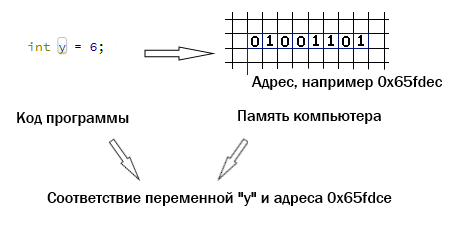 int y = 6;
01001101
Адрес, например 0x65fdec
Код программы
Память компьютера
Соответствие переменной "y" и адреса 0x65fdce